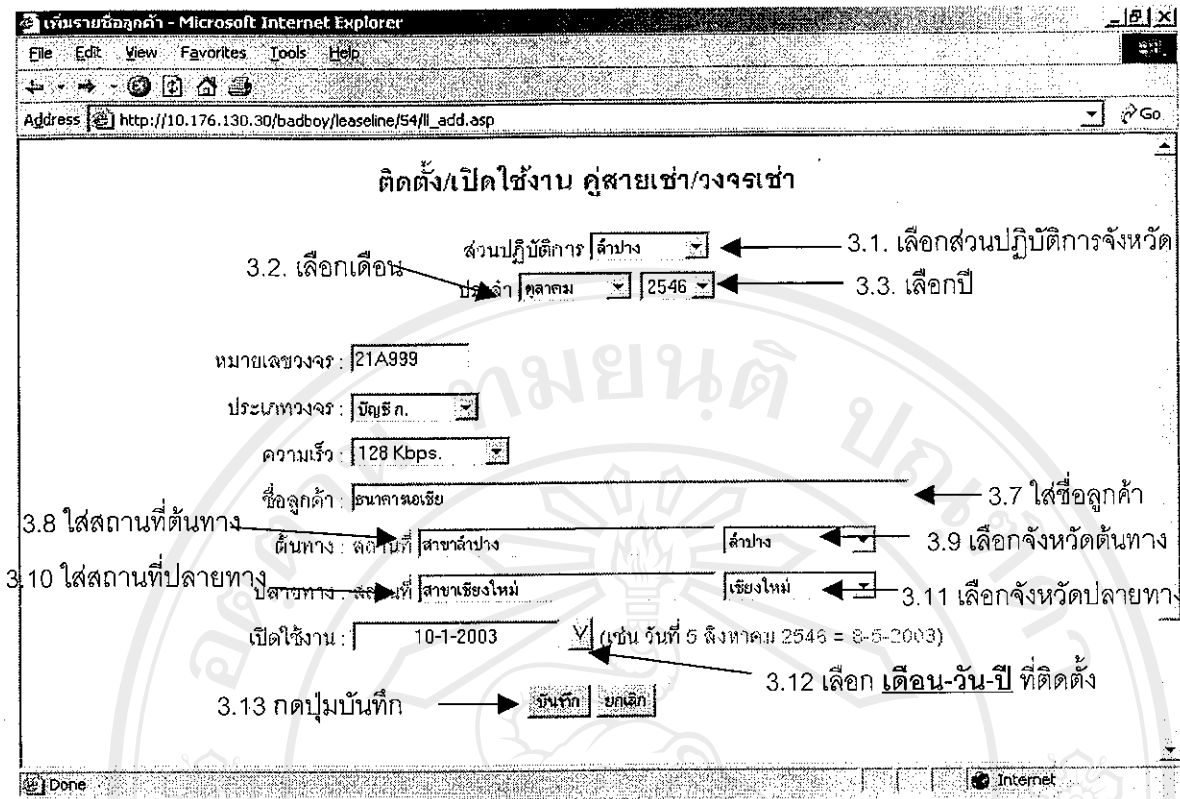 เพิ่มรายชื่อลูกค้า - Microsoft Internet Explorer
File Edit View Favorites Tools Help
Address http://10.176.130.30/badboy/leaseline/54/ll_add.asp Go
ติดตั้ง/เปิดใช้งาน คู่สายเช่า/วงจรเช่า
ส่วนปฏิบัติการ ลำปาง 3.1. เลือกส่วนปฏิบัติการจังหวัด
3.2. เลือกเดือน
ประจำ ตุลาคม 2546 3.3. เลือกปี
หมายเลขวงจร : 21A999
ประเภทวงจร : บัญชี ก.
ความเร็ว : 128 Kbps.
ชื่อลูกค้า : ธนาคารเอเชีย 3.7 ใส่ชื่อลูกค้า
3.8 ใส่สถานที่ต้นทาง
ต้นทาง : สถานที่ สาขาลำปาง ลำปาง 3.9 เลือกจังหวัดต้นทาง
3.10 ใส่สถานที่ปลายทาง
ปลายทาง : สถานที่ สาขาเชียงใหม่ เชียงใหม่ 3.11 เลือกจังหวัดปลายทาง
เปิดใช้งาน : 10-1-2003 V (เช่น วันที่ 5 สิงหาคม 2546 = 8-5-2003)
3.12 เลือก เดือน-วัน-ปี ที่ติดตั้ง
3.13 กดปุ่มบันทึก บันทึก ยกเลิก
Done Internet